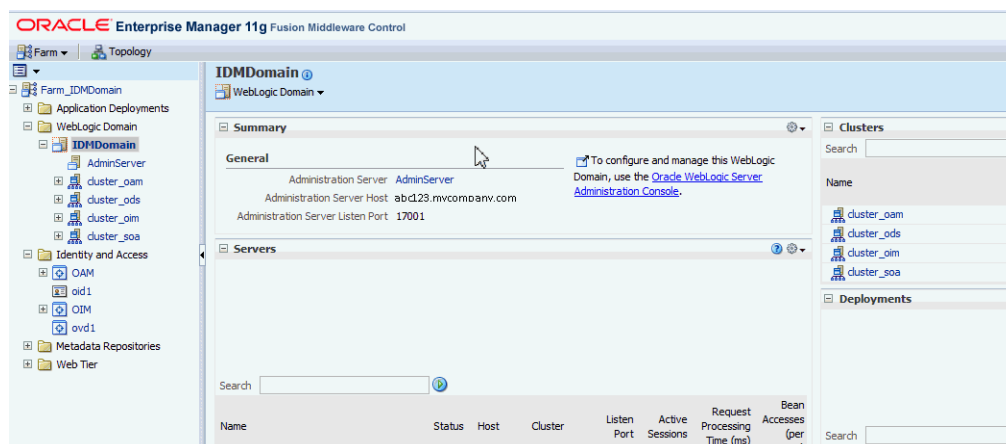 ORACLE Enterprise Manager 11g Fusion Middleware Control
Farm Topology
Farm_IDMDomain
Application Deployments
WebLogic Domain
IDMDomain
AdminServer
cluster_oam
cluster_ods
cluster_oim
cluster_soa
Identity and Access
OAM
oid1
OIM
ovd1
Metadata Repositories
Web Tier
IDMDomain
WebLogic Domain
Summary
General
Administration Server AdminServer
Administration Server Host abc123.mycompany.com
Administration Server Listen Port 17001
To configure and manage this WebLogic
Domain, use the Oracle WebLogic Server
Administration Console.
Servers
Search
Name Status Host Cluster Listen Port Active Sessions Request Processing Time (ms) Bean Accesses (per
Clusters
Search
Name
cluster_oam
cluster_ods
cluster_oim
cluster_soa
Deployments
Search